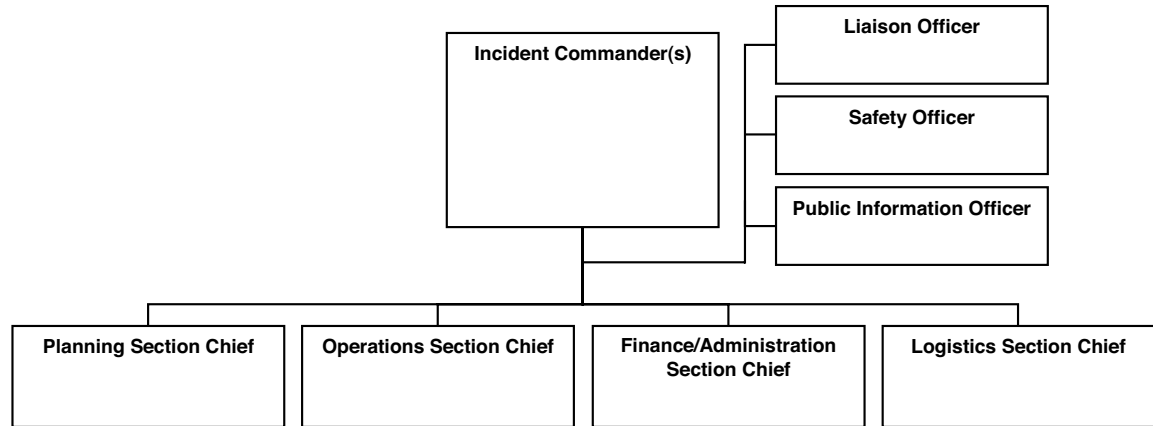 Incident Commander(s)
Liaison Officer
Safety Officer
Public Information Officer
Planning Section Chief
Operations Section Chief
Finance/Administration
Section Chief
Logistics Section Chief